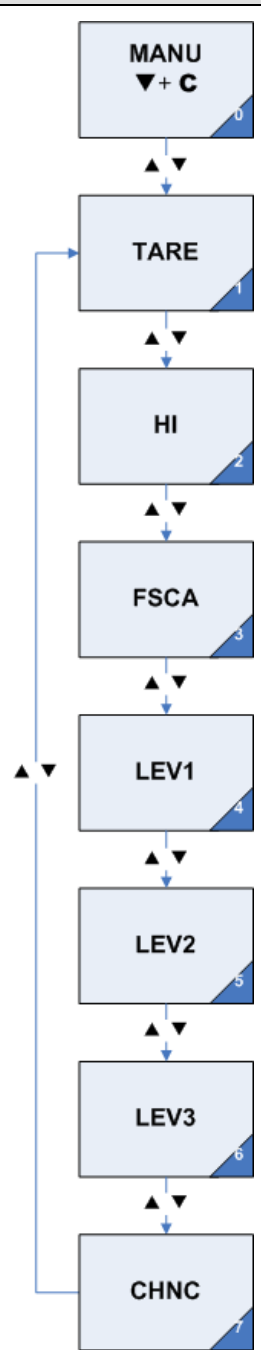 MANU
▼+ C
0
▲ ▼
TARE
1
▲ ▼
HI
2
▲ ▼
FSCA
3
▲ ▼
LEV1
4
▲ ▼
▲ ▼
LEV2
5
▲ ▼
LEV3
6
▲ ▼
CHNC
7